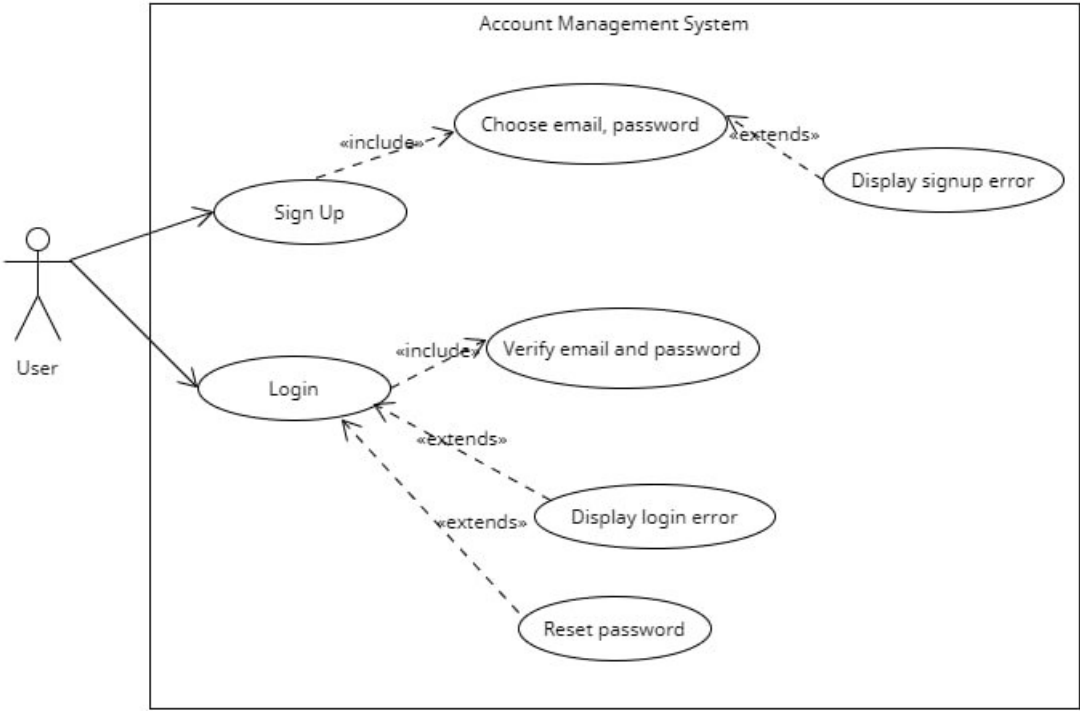 Account Management System
Choose email, password
«include»
«extends»
Display signup error
Sign Up
User
«include»
Verify email and password
Login
«extends»
Display login error
«extends»
Reset password